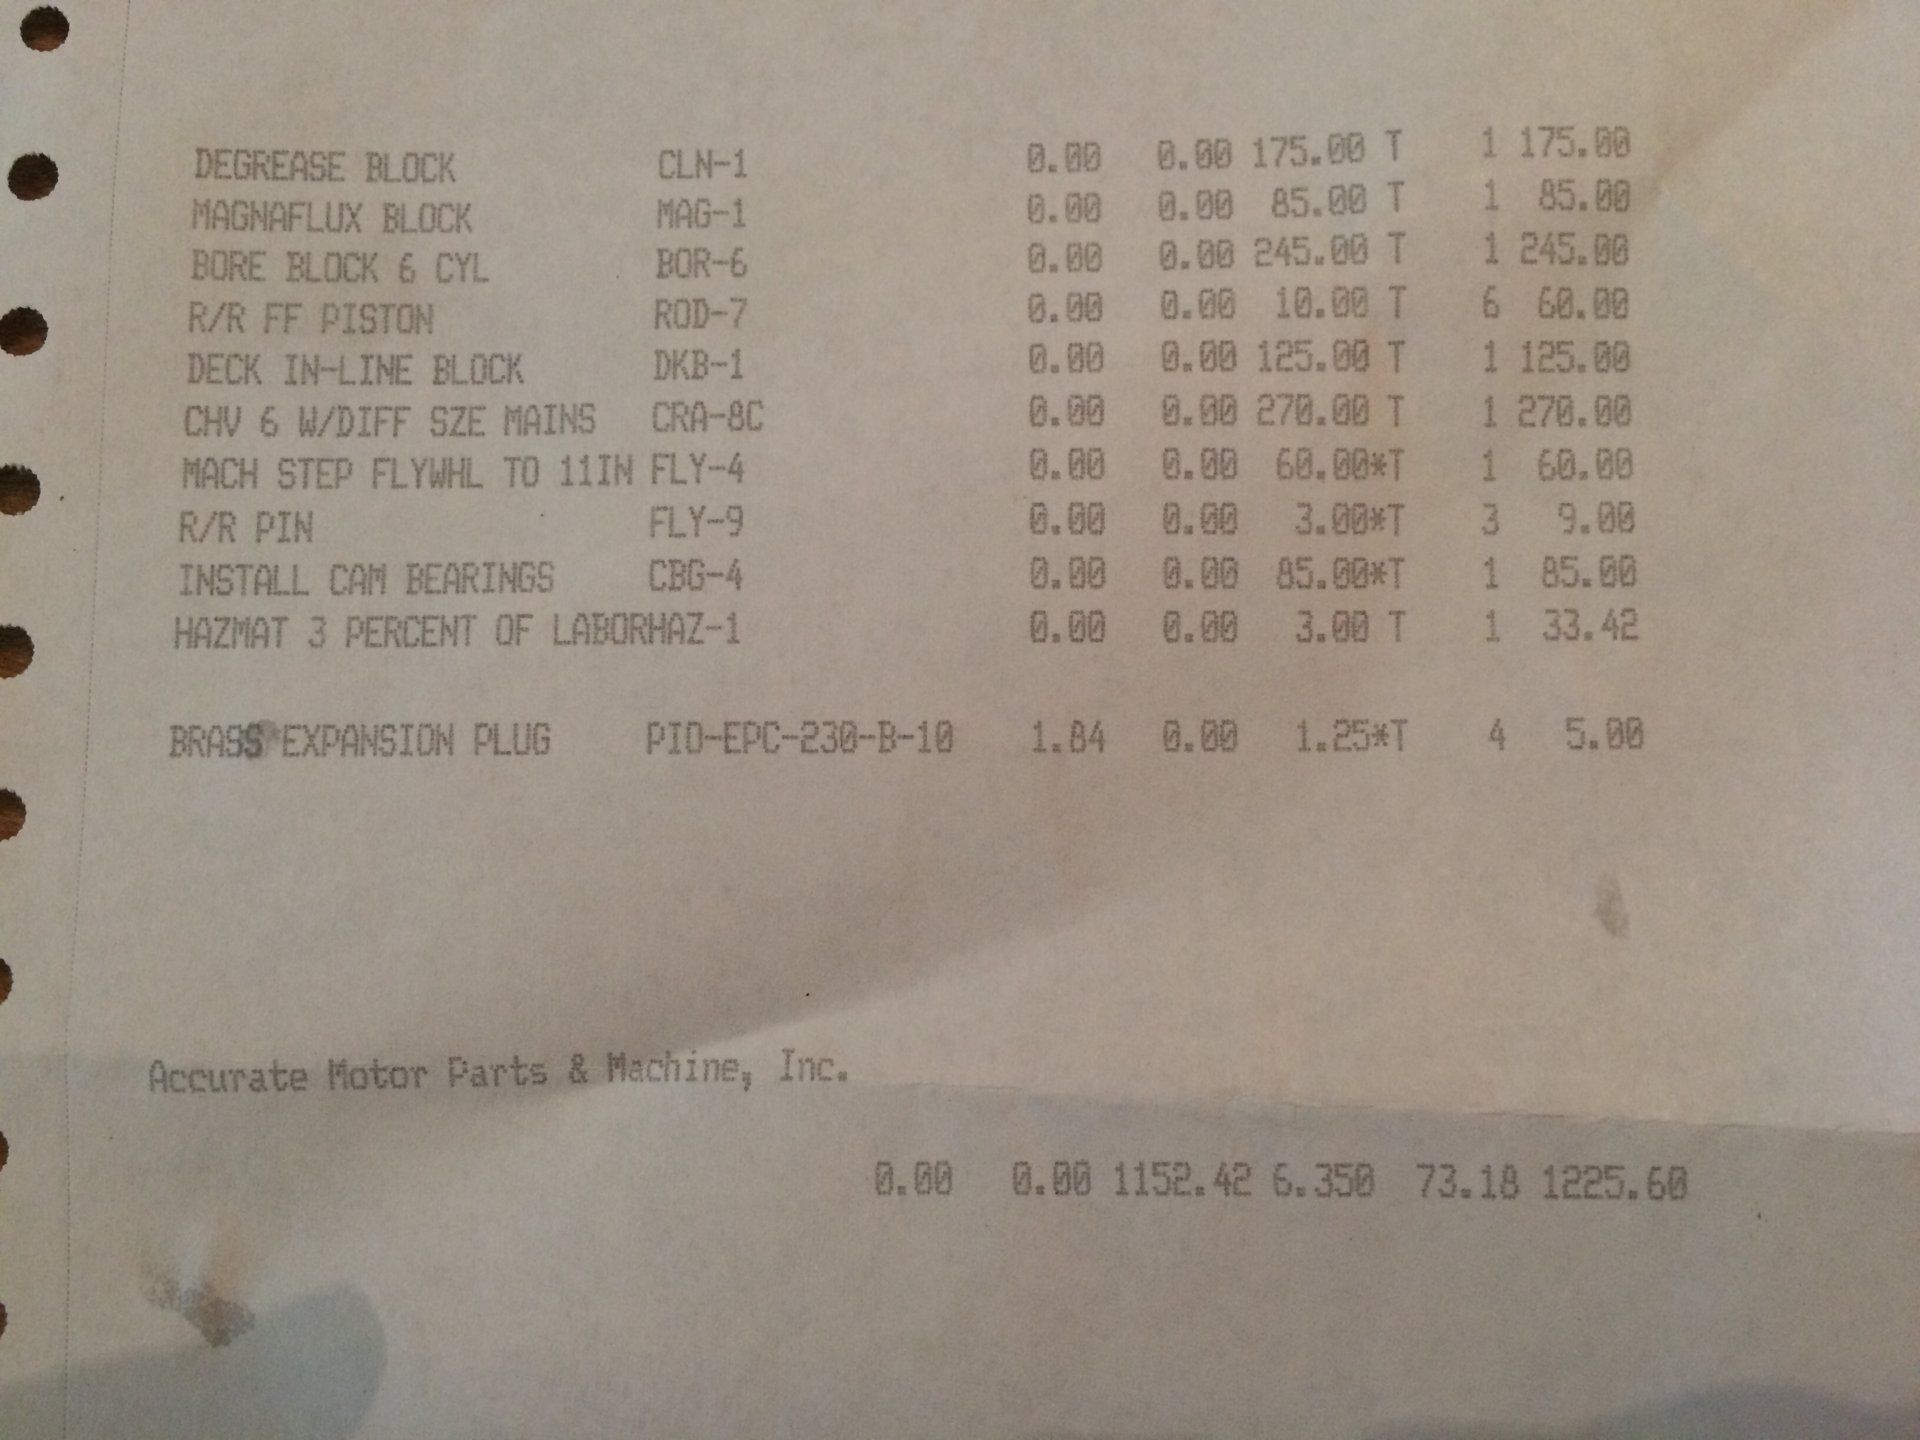 DEGREASE BLOCK CLN-1 0.00 0.00 175.00 T 1 175.00
MAGNAFLUX BLOCK MAG-1 0.00 0.00 85.00 T 1 85.00
BORE BLOCK 6 CYL BOR-6 0.00 0.00 245.00 T 1 245.00
R/R FF PISTON ROD-7 0.00 0.00 10.00 T 6 60.00
DECK IN-LINE BLOCK DKB-1 0.00 0.00 125.00 T 1 125.00
CHV 6 W/DIFF SZE MAINS CRA-8C 0.00 0.00 270.00 T 1 270.00
MACH STEP FLYWHL TO 11IN FLY-4 0.00 0.00 60.00*T 1 60.00
R/R PIN FLY-9 0.00 0.00 3.00*T 3 9.00
INSTALL CAM BEARINGS CBG-4 0.00 0.00 85.00*T 1 85.00
HAZMAT 3 PERCENT OF LABORHAZ-1 0.00 0.00 3.00 T 1 33.42
BRASS EXPANSION PLUG PIO-EPC-230-B-10 1.84 0.00 1.25*T 4 5.00
Accurate Motor Parts & Machine, Inc.
0.00 0.00 1152.42 6.350 73.18 1225.60